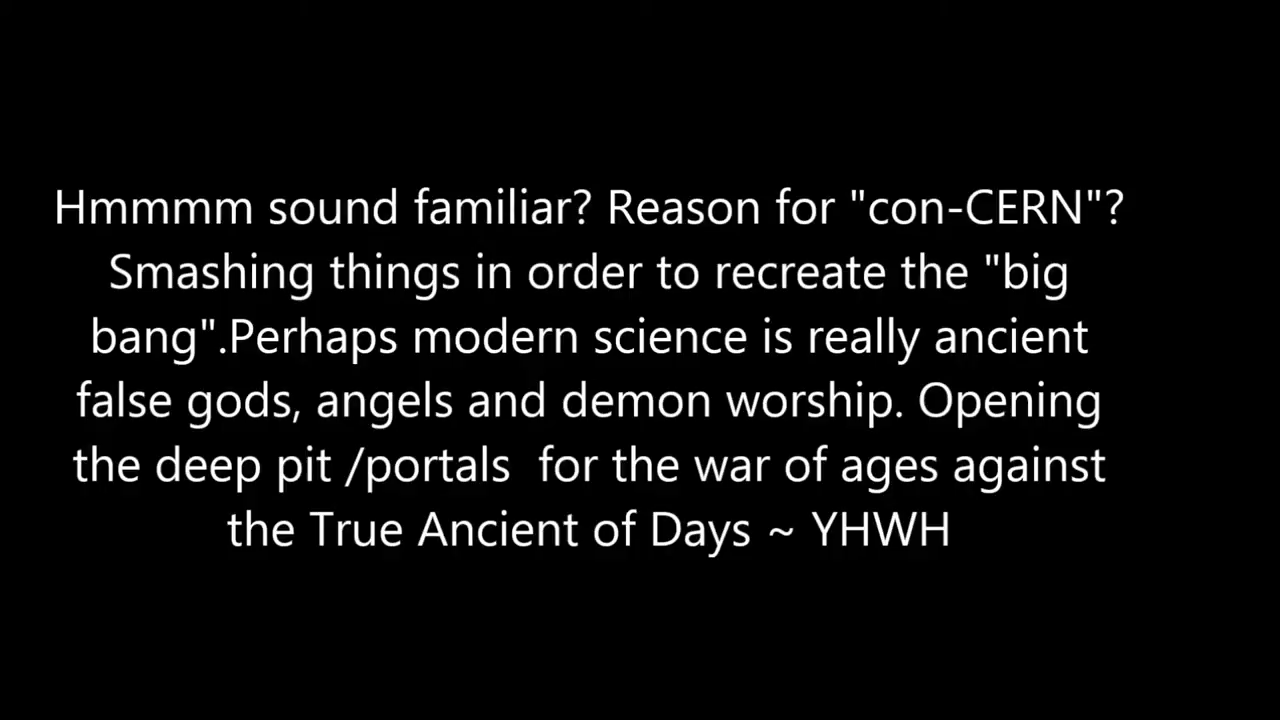 Hmmmm sound familiar? Reason for "con-CERN"?
Smashing things in order to recreate the "big
bang".Perhaps modern science is really ancient
false gods, angels and demon worship. Opening
the deep pit /portals  for the war of ages against
the True Ancient of Days ~ YHWH